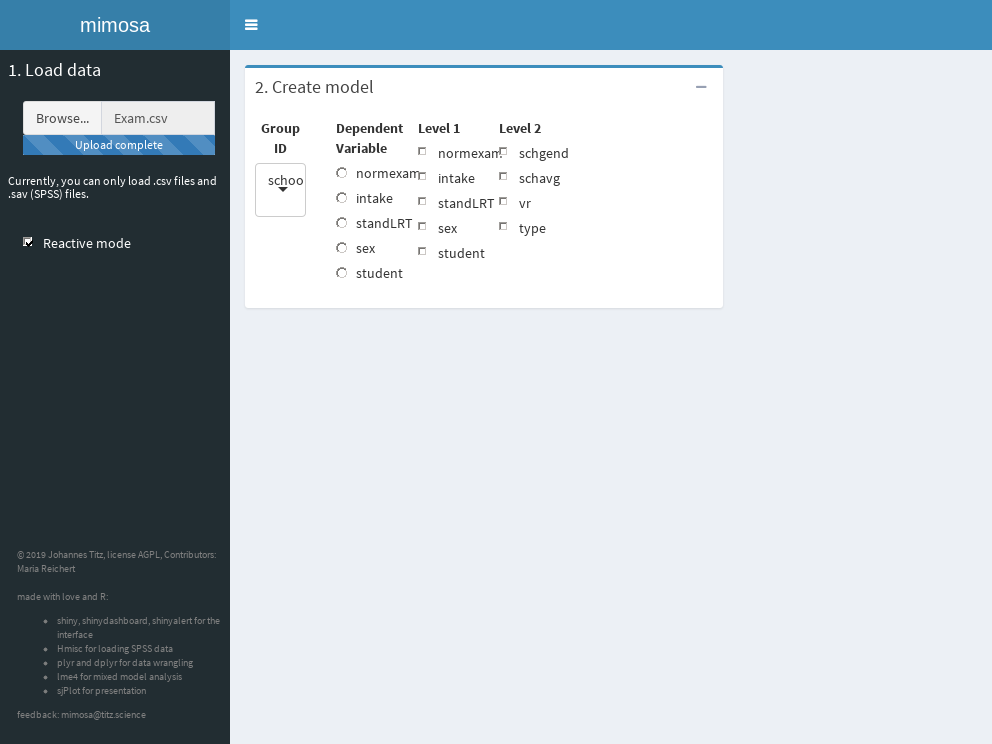 mimosa
1. Load data
Browse...
Exam.csv
Upload complete
Currently, you can only load .csv files and
.sav (SPSS) files.
Reactive mode
© 2019 Johannes Titz, license AGPL, Contributors:
Maria Reichert
made with love and R:
shiny, shinydashboard, shinyalert for the
interface
Hmisc for loading SPSS data
plyr and dplyr for data wrangling
lme4 for mixed model analysis
sjPlot for presentation
feedback: mimosa@titz.science
2. Create model
Group
ID
schoo
Dependent
Variable
normexam
intake
standLRT
sex
student
Level 1
normexam
intake
standLRT
sex
student
Level 2
schgend
schavg
vr
type